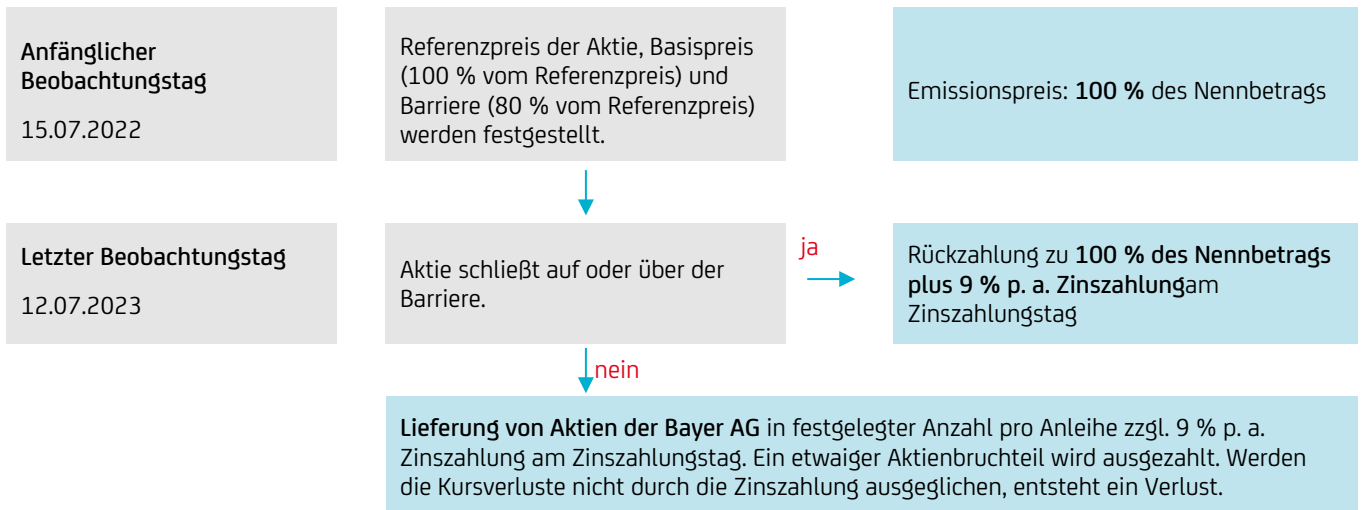 Anfänglicher
Beobachtungstag
15.07.2022
Referenzpreis der Aktie, Basispreis
(100 % vom Referenzpreis) und
Barriere (80 % vom Referenzpreis)
werden festgestellt.
Emissionspreis: 100 % des Nennbetrags
Letzter Beobachtungstag
12.07.2023
Aktie schließt auf oder über der
Barriere.
ja
Rückzahlung zu 100 % des Nennbetrags
plus 9 % p. a. Zinszahlungam
Zinszahlungstag
nein
Lieferung von Aktien der Bayer AG in festgelegter Anzahl pro Anleihe zzgl. 9 % p. a.
Zinszahlung am Zinszahlungstag. Ein etwaiger Aktienbruchteil wird ausgezahlt. Werden
die Kursverluste nicht durch die Zinszahlung ausgeglichen, entsteht ein Verlust.